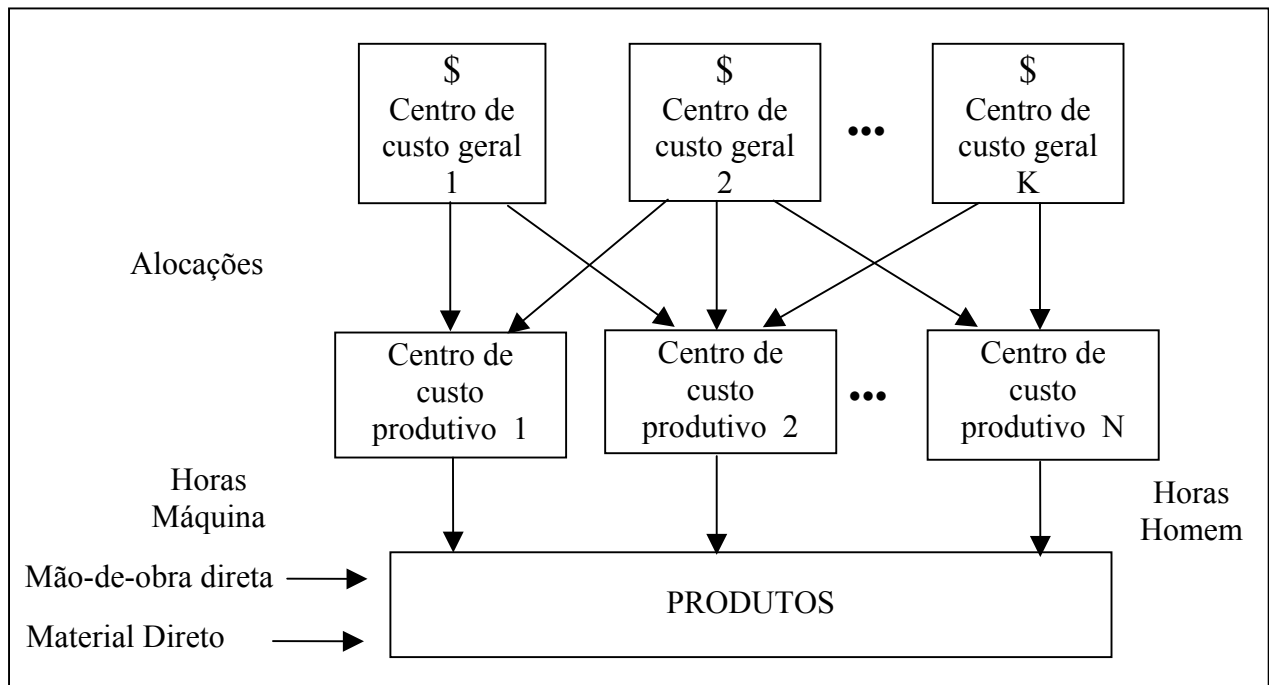 $
Centro de
custo geral
1
$
Centro de
custo geral
2
•••
$
Centro de
custo geral
K
Alocações
Centro de
custo
produtivo 1
Centro de
custo
produtivo 2
•••
Centro de
custo
produtivo N
Horas
Máquina
Horas
Homem
Mão-de-obra direta
PRODUTOS
Material Direto